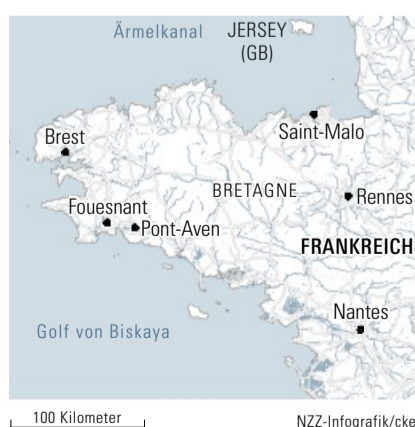 Ärmelkanal
JERSEY
(GB)
Saint-Malo
Brest
BRETAGNE
Rennes
Fouesnant
Pont-Aven
FRANKREICH
Nantes
Golf von Biskaya
100 Kilometer
NZZ-Infografik/cke